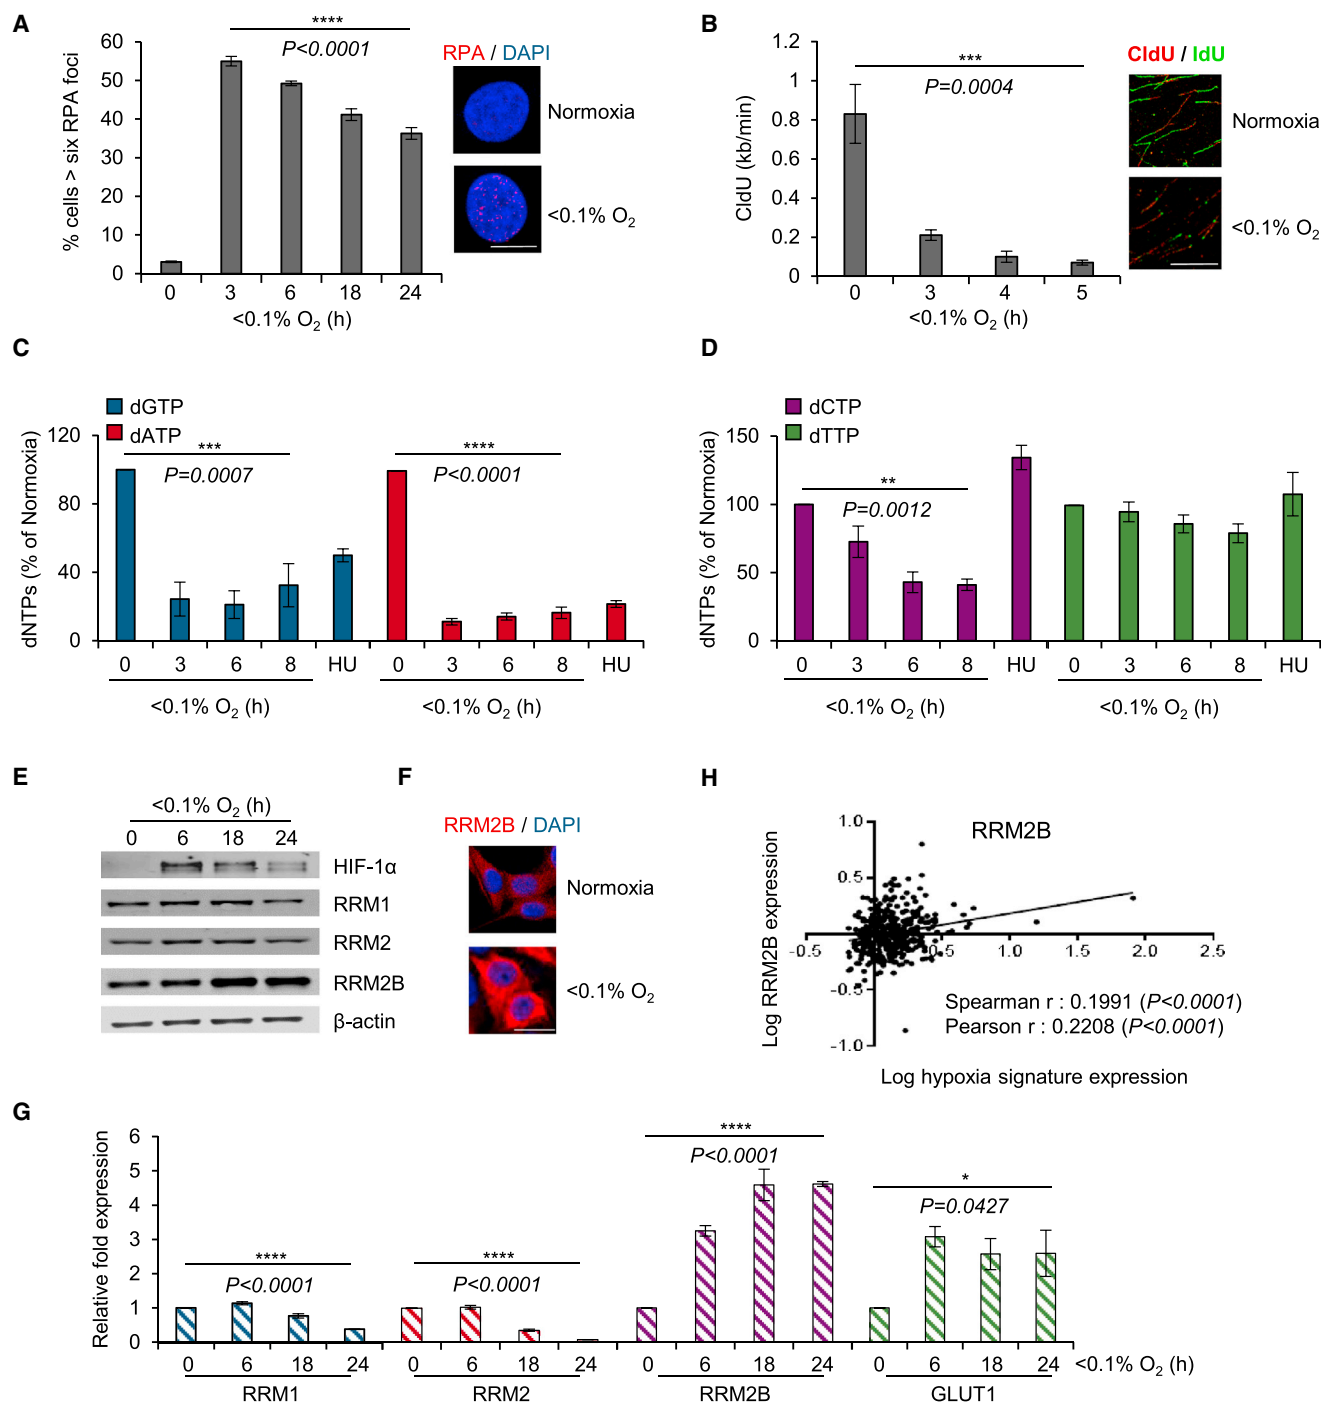 A
% cells > six RPA foci
60
50
40
30
20
10
0
****
P<0.0001
0 3 6 18 24
<0.1% O2 (h)
RPA / DAPI
Normoxia
<0.1% O2
B
CldU (kb/min)
1.2
1
0.8
0.6
0.4
0.2
0
***
P=0.0004
0 3 4 5
<0.1% O2 (h)
CldU / IdU
Normoxia
<0.1% O2
C
dGTP
dATP
dNTPs (% of Normoxia)
120
80
40
0
***
P=0.0007
****
P<0.0001
0 3 6 8 HU 0 3 6 8 HU
<0.1% O2 (h) <0.1% O2 (h)
D
dCTP
dTTP
dNTPs (% of Normoxia)
150
100
50
0
**
P=0.0012
0 3 6 8 HU 0 3 6 8 HU
<0.1% O2 (h) <0.1% O2 (h)
E
<0.1% O2 (h)
0 6 18 24
HIF-1α
RRM1
RRM2
RRM2B
β-actin
F
RRM2B / DAPI
Normoxia
<0.1% O2
H
RRM2B
Log RRM2B expression
1.0
0.5
-0.5
-1.0
-0.5 0.5 1.0 1.5 2.0 2.5
Spearman r : 0.1991 (P<0.0001)
Pearson r : 0.2208 (P<0.0001)
Log hypoxia signature expression
G
Relative fold expression
6
5
4
3
2
1
0
****
P<0.0001
****
P<0.0001
****
P<0.0001
*
P=0.0427
0 6 18 24 0 6 18 24 0 6 18 24 0 6 18 24 <0.1% O2 (h)
RRM1 RRM2 RRM2B GLUT1